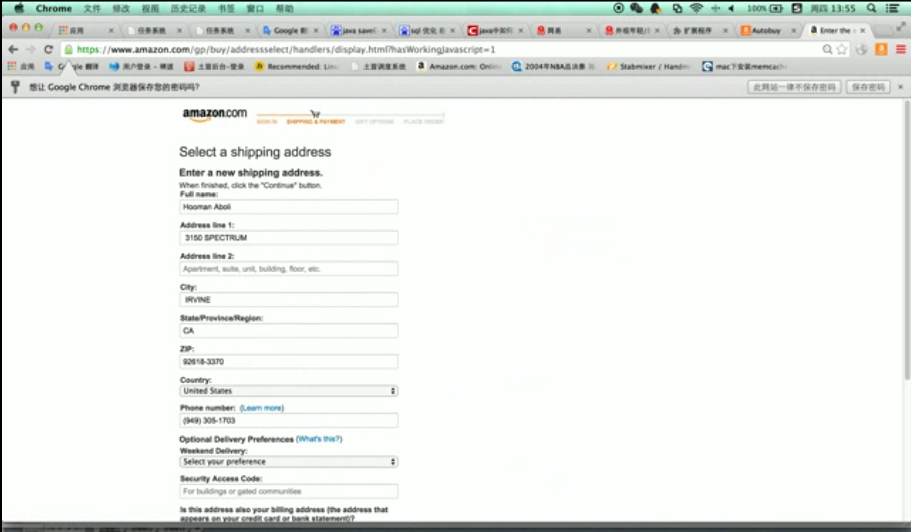 Chrome 文件 修改 视图 历史记录 书签 窗口 帮助
100% 周四 13:55
应用 任务系统 任务系统 Google 翻 java savel sql 优化 java中如何 网易 外观年轻 扩展程序 Autobuy Enter the
https://www.amazon.com/gp/buy/addressselect/handlers/display.html?hasWorkingJavascript=1
应用 用户登录 - 禅道 土冒后台-登录 Recommended: 土冒调度系统 Amazon.com: Online 2004年NBA总决赛 Stabmixer / Handm mac下安装memcach
想让 Google Chrome 浏览器保存您的密码吗?
此网站一律不保存密码 保存密码
amazon.com
SIGN IN SHIPPING & PAYMENT GIFT OPTIONS PLACE ORDER
Select a shipping address
Enter a new shipping address.
When finished, click the "Continue" button.
Full name:
Hooman Aboli
Address line 1:
3150 SPECTRUM
Address line 2:
Apartment, suite, unit, building, floor, etc.
City:
IRVINE
State/Province/Region:
CA
ZIP:
92618-3370
Country:
United States
Phone number: (Learn more)
(949) 305-1703
Optional Delivery Preferences (What's this?)
Weekend Delivery:
Select your preference
Security Access Code:
For buildings or gated communities
Is this address also your billing address (the address that
appears on your credit card or bank statement)?